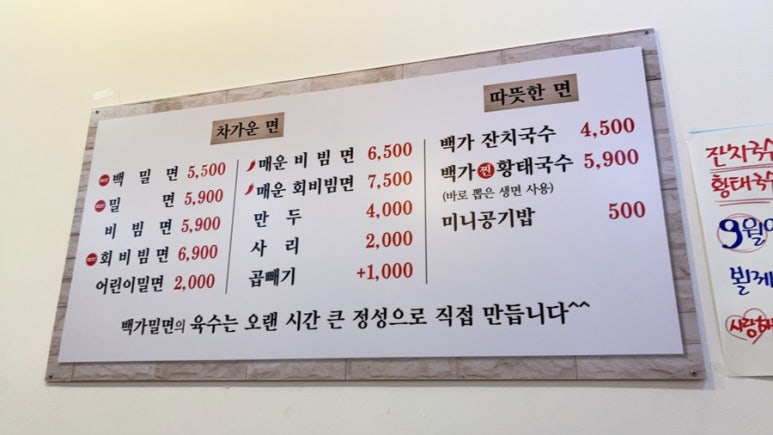 차가운 면
백 밀 면 5,500
밀 면 5,900
비 빔 면 5,900
회 비 빔 면 6,900
어린이밀면 2,000
매운 비 빔 면 6,500
매운 회비빔면 7,500
만 두 4,000
사 리 2,000
곱빼기 +1,000
따뜻한 면
백가 잔치국수 4,500
백가 찐 황태국수 5,900
(바로 뽑은 생면 사용)
미니공기밥 500
백가밀면의 육수는 오랜 시간 큰 정성으로 직접 만듭니다^^
잔치국수
황태국수
9월